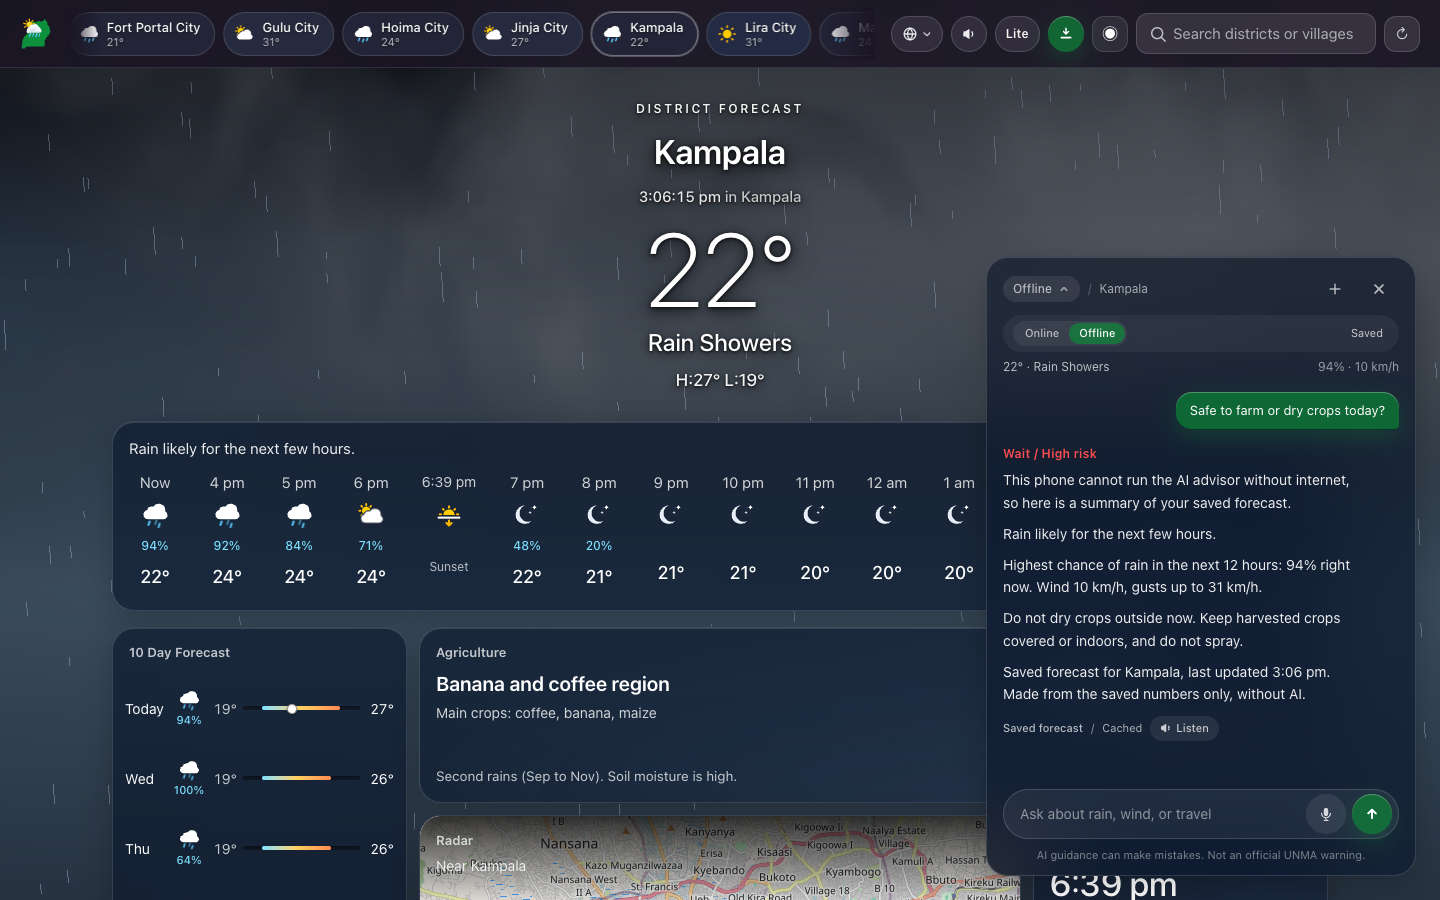 Fort Portal City
21°
Gulu City
31°
Hoima City
24°
Jinja City
27°
Kampala
22°
Lira City
31°
24°
Lite
Search districts or villages
DISTRICT FORECAST
Kampala
3:06:15 pm in Kampala
22°
Rain Showers
H:27° L:19°
Rain likely for the next few hours.
Now 4 pm 5 pm 6 pm 6:39 pm 7 pm 8 pm 9 pm 10 pm 11 pm 12 am 1 am
94% 92% 84% 71% 48% 20%
Sunset
22° 24° 24° 24° 22° 21° 21° 21° 20° 20° 20°
10 Day Forecast
Today 94% 19° 27°
Wed 100% 19° 26°
Thu 64% 19° 26°
Agriculture
Banana and coffee region
Main crops: coffee, banana, maize
Second rains (Sep to Nov). Soil moisture is high.
Radar
Near Kampala
I B
Nansana
Kanyanya
Kigoowa II
Naalya Estate
Village
Erisa
Kisaasi
Kigoowa I
Kazo Muganzilwazaa
Kamuli A
Hassan T
Nansana West
Kyebando
Kyambogo
Bbuto
Kireku Railw
II A
St. Francis
Village 18
B 10
Old Kira Road
Offline / Kampala
Online Offline Saved
22° · Rain Showers 94% · 10 km/h
Safe to farm or dry crops today?
Wait / High risk
This phone cannot run the AI advisor without internet,
so here is a summary of your saved forecast.
Rain likely for the next few hours.
Highest chance of rain in the next 12 hours: 94% right
now. Wind 10 km/h, gusts up to 31 km/h.
Do not dry crops outside now. Keep harvested crops
covered or indoors, and do not spray.
Saved forecast for Kampala, last updated 3:06 pm.
Made from the saved numbers only, without AI.
Saved forecast / Cached Listen
Ask about rain, wind, or travel
AI guidance can make mistakes. Not an official UNMA warning.
6:39 pm